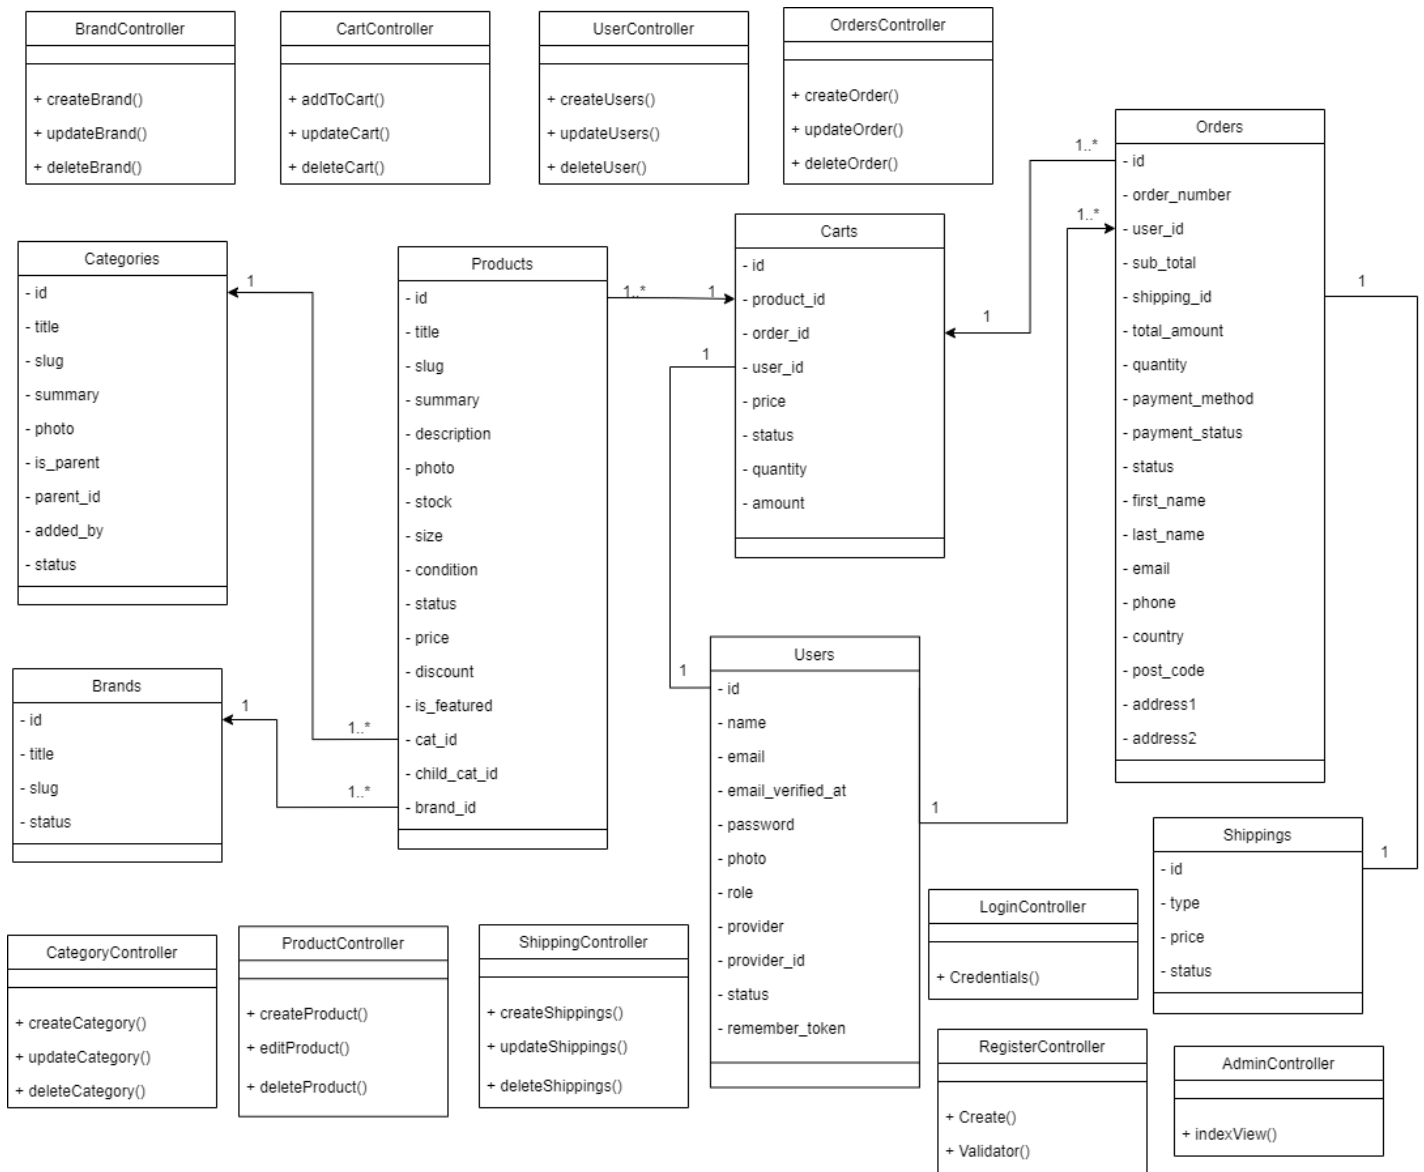 BrandController
+ createBrand()
+ updateBrand()
+ deleteBrand()
CartController
+ addToCart()
+ updateCart()
+ deleteCart()
UserController
+ createUsers()
+ updateUsers()
+ deleteUser()
OrdersController
+ createOrder()
+ updateOrder()
+ deleteOrder()
Categories
- id
- title
- slug
- summary
- photo
- is_parent
- parent_id
- added_by
- status
1
Products
- id
- title
- slug
- summary
- description
- photo
- stock
- size
- condition
- status
- price
- discount
- is_featured
- cat_id
- child_cat_id
- brand_id
1..*
1..*
1..*
1
Carts
- id
- product_id
- order_id
- user_id
- price
- status
- quantity
- amount
1
1
1..*
1..*
Orders
- id
- order_number
- user_id
- sub_total
- shipping_id
- total_amount
- quantity
- payment_method
- payment_status
- status
- first_name
- last_name
- email
- phone
- country
- post_code
- address1
- address2
1
Brands
- id
- title
- slug
- status
1
Users
- id
- name
- email
- email_verified_at
- password
- photo
- role
- provider
- provider_id
- status
- remember_token
1
1
Shippings
- id
- type
- price
- status
1
CategoryController
+ createCategory()
+ updateCategory()
+ deleteCategory()
ProductController
+ createProduct()
+ editProduct()
+ deleteProduct()
ShippingController
+ createShippings()
+ updateShippings()
+ deleteShippings()
LoginController
+ Credentials()
RegisterController
+ Create()
+ Validator()
AdminController
+ indexView()